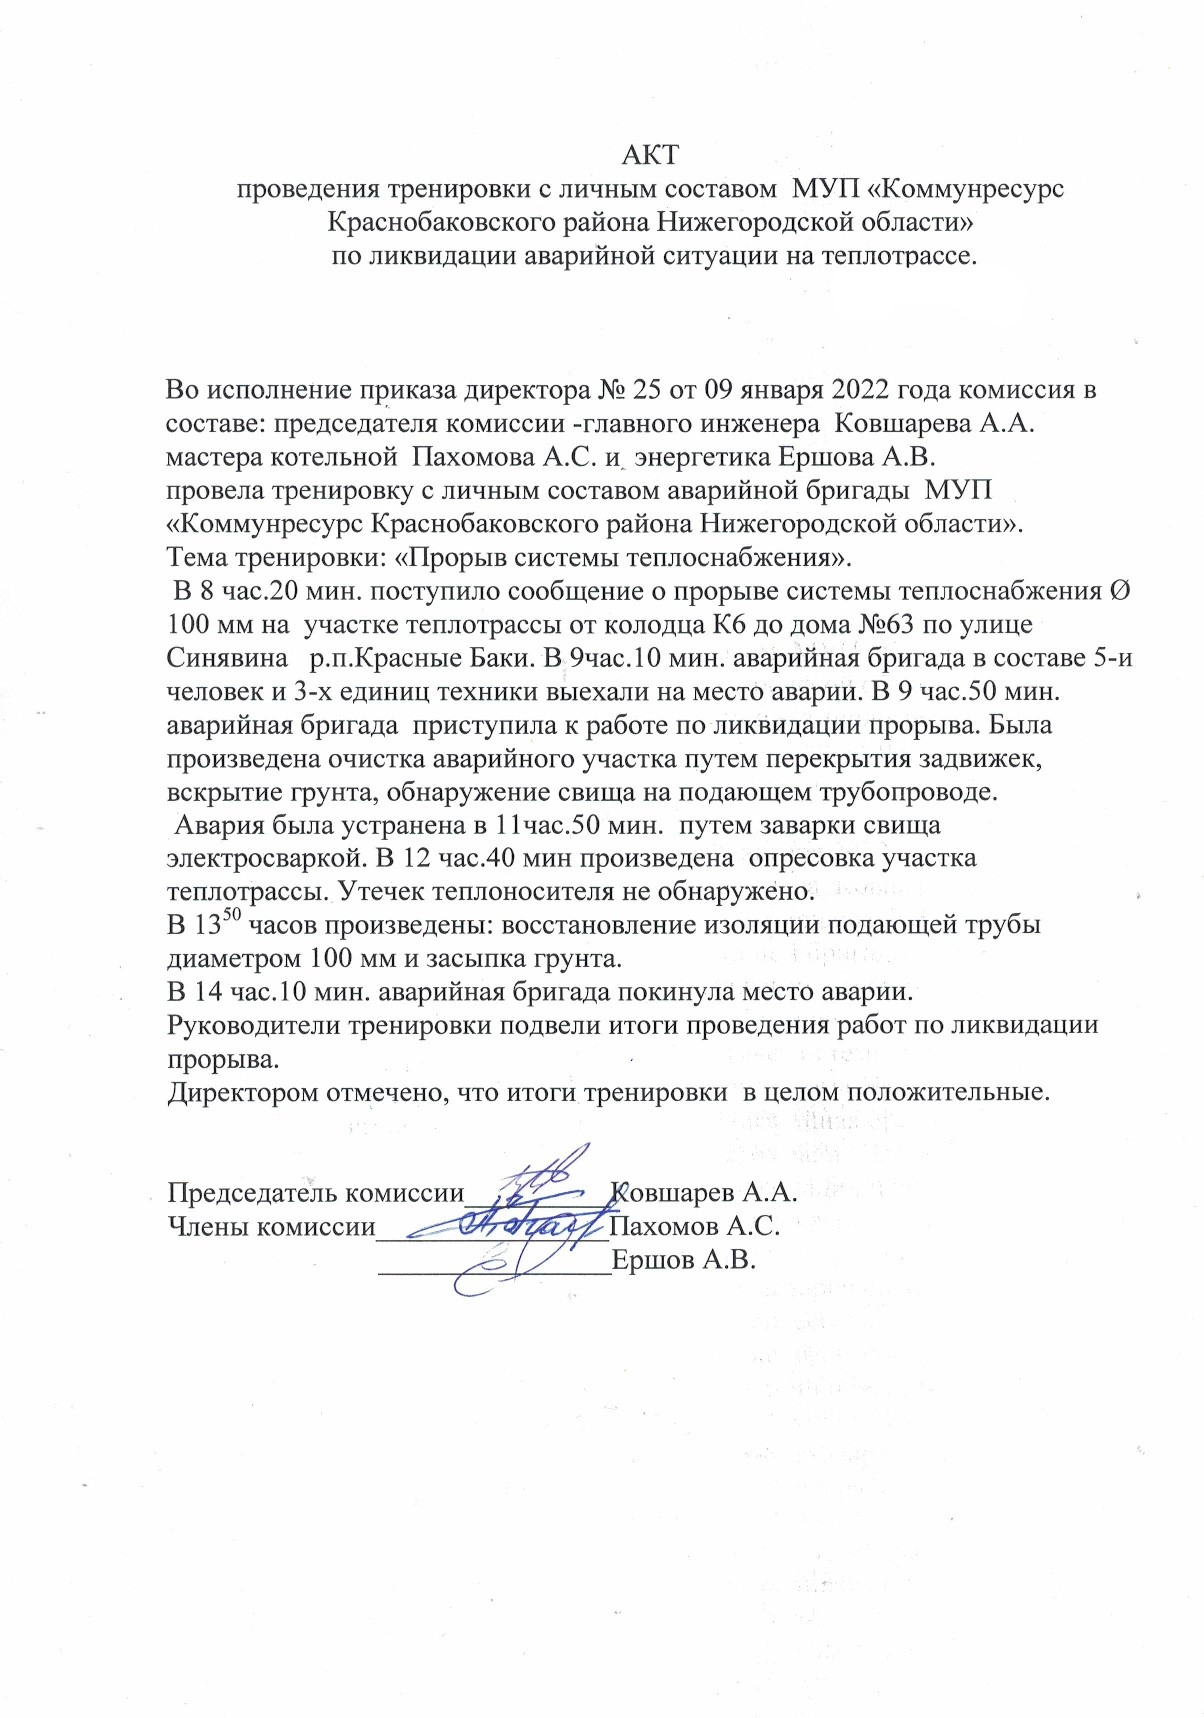 АКТ
проведения тренировки с личным составом МУП «Коммунресурс
Краснобаковского района Нижегородской области»
по ликвидации аварийной ситуации на теплотрассе.
Во исполнение приказа директора № 25 от 09 января 2022 года комиссия в
составе: председателя комиссии -главного инженера Ковшарева А.А.
мастера котельной Пахомова А.С. и энергетика Ершова А.В.
провела тренировку с личным составом аварийной бригады МУП
«Коммунресурс Краснобаковского района Нижегородской области».
Тема тренировки: «Прорыв системы теплоснабжения».
В 8 час.20 мин. поступило сообщение о прорыве системы теплоснабжения Ø
100 мм на участке теплотрассы от колодца К6 до дома №63 по улице
Синявина р.п.Красные Баки. В 9час.10 мин. аварийная бригада в составе 5-и
человек и 3-х единиц техники выехали на место аварии. В 9 час.50 мин.
аварийная бригада приступила к работе по ликвидации прорыва. Была
произведена очистка аварийного участка путем перекрытия задвижек,
вскрытие грунта, обнаружение свища на подающем трубопроводе.
Авария была устранена в 11час.50 мин. путем заварки свища
электросваркой. В 12 час.40 мин произведена опресовка участка
теплотрассы. Утечек теплоносителя не обнаружено.
В 13⁵⁰ часов произведены: восстановление изоляции подающей трубы
диаметром 100 мм и засыпка грунта.
В 14 час.10 мин. аварийная бригада покинула место аварии.
Руководители тренировки подвели итоги проведения работ по ликвидации
прорыва.
Директором отмечено, что итоги тренировки в целом положительные.
Председатель комиссии__________Ковшарев А.А.
Члены комиссии________________Пахомов А.С.
________________Ершов А.В.